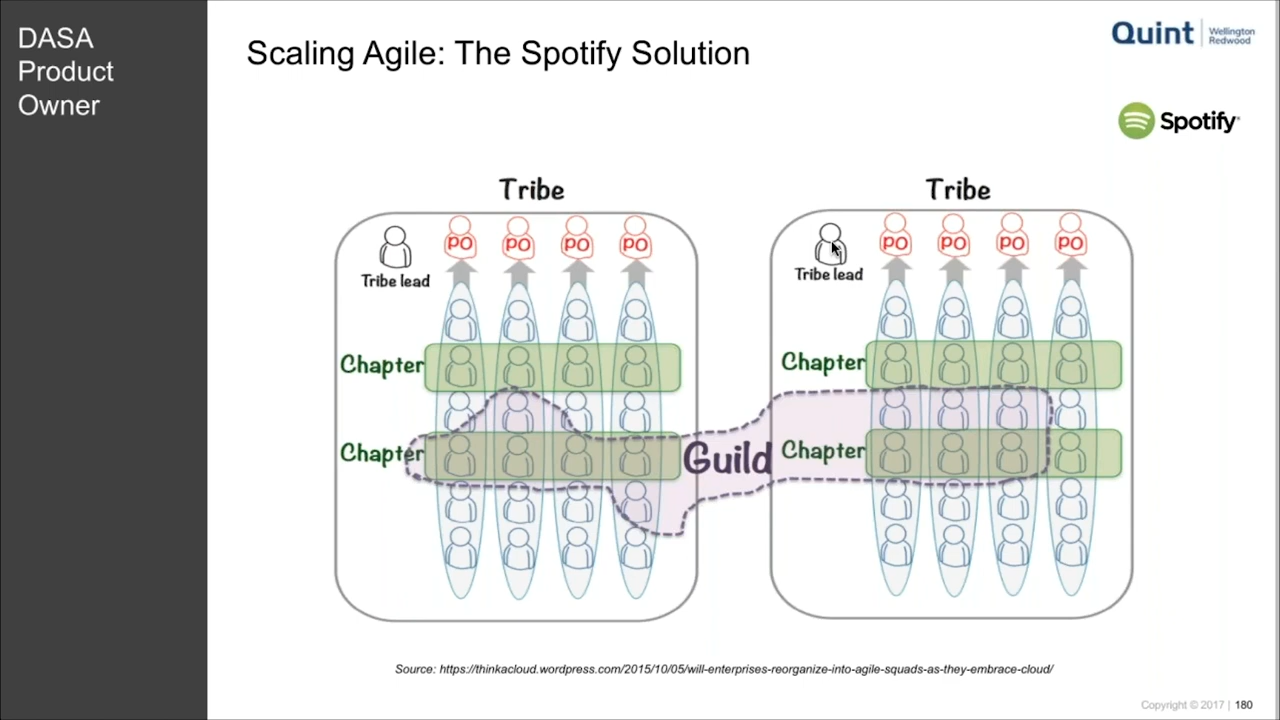 DASA
Product
Owner
Scaling Agile: The Spotify Solution
Quint
Wellington
Redwood
Spotify
Tribe
PO PO PO PO
Tribe lead
Chapter
Chapter
Guild
Tribe
PO PO PO PO
Tribe lead
Chapter
Chapter
Source: https://thinkacloud.wordpress.com/2015/10/05/will-enterprises-reorganize-into-agile-squads-as-they-embrace-cloud/
Copyright © 2017 | 180